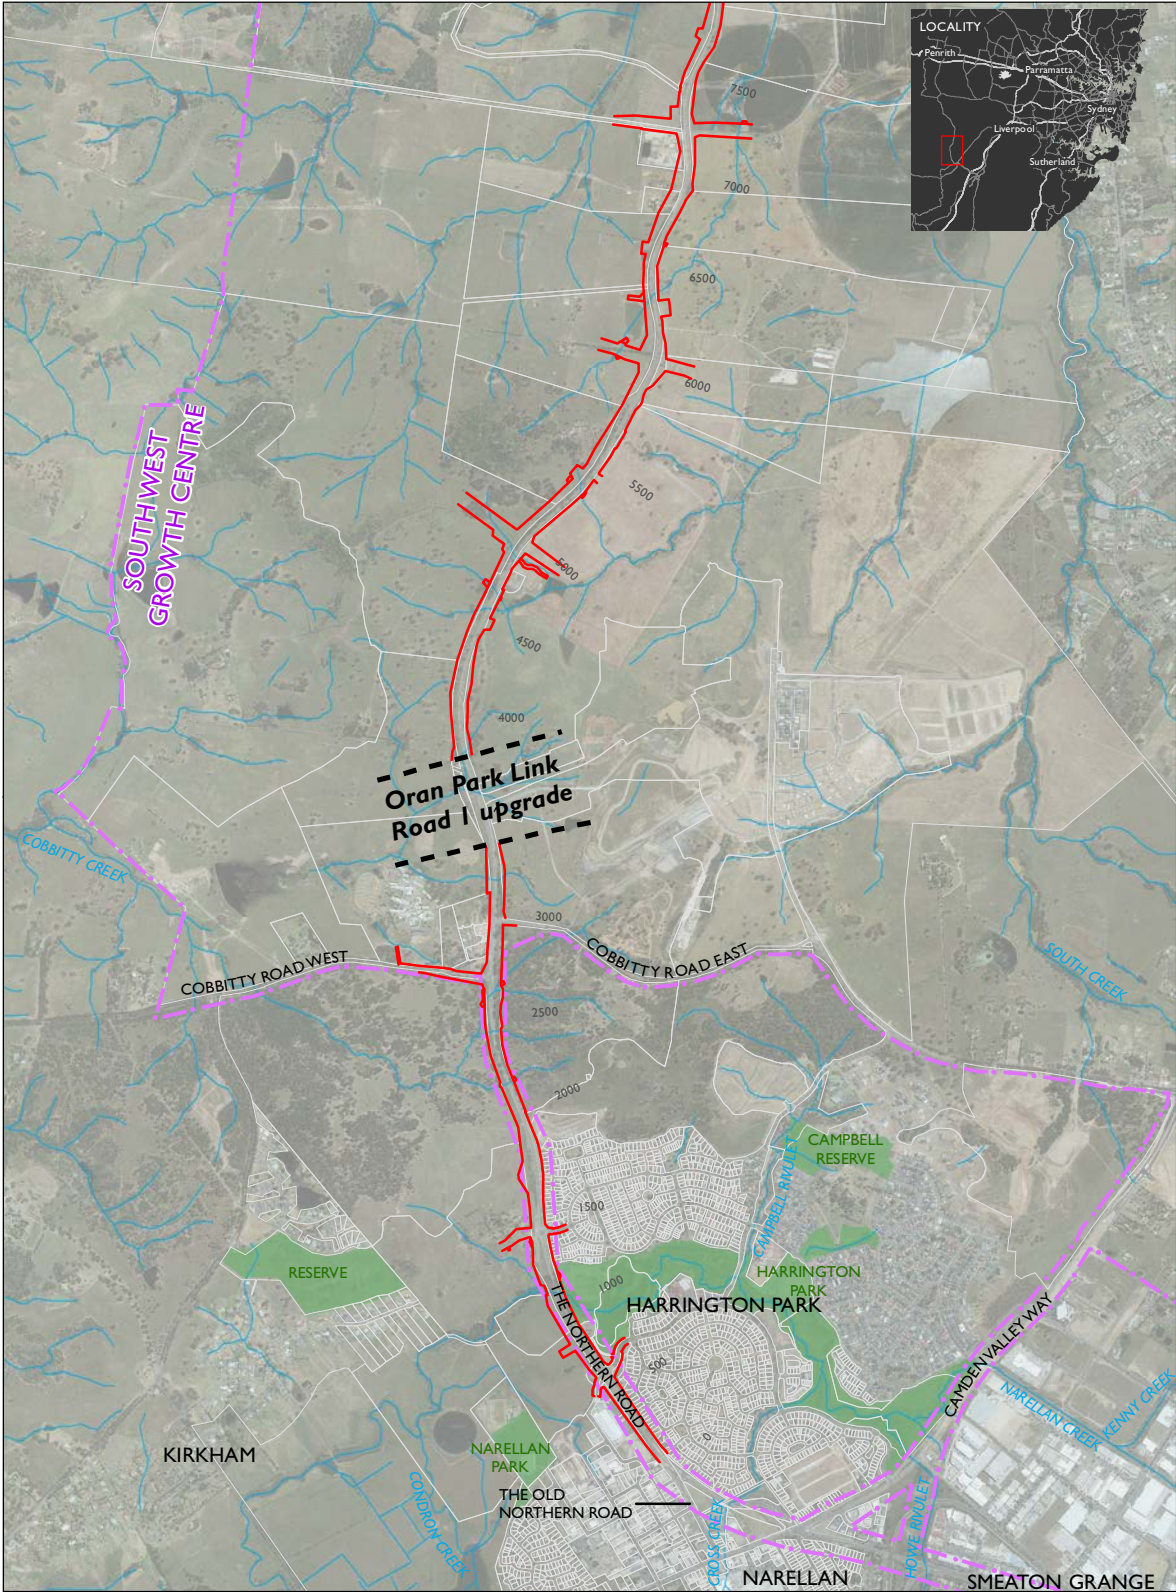 LOCALITY
Penrith
Parramatta
Sydney
Liverpool
Sutherland
7500
7000
6500
6000
SOUTH WEST
GROWTH CENTRE
5500
5000
4500
4000
Oran Park Link
Road 1 upgrade
COBBITTY CREEK
3000
COBBITTY ROAD WEST
COBBITTY ROAD EAST
SOUTH CREEK
2500
2000
CAMPBELL
RESERVE
CAMPBELL RIVULET
1500
RESERVE
1000
HARRINGTON
PARK
HARRINGTON PARK
THE NORTHERN ROAD
500
0
CAMDEN VALLEY WAY
NARELLAN CREEK
KENNY CREEK
KIRKHAM
NARELLAN
PARK
CONDRON CREEK
THE OLD
NORTHERN ROAD
CROSS CREEK
HOWE RIVULET
NARELLAN
SMEATON GRANGE